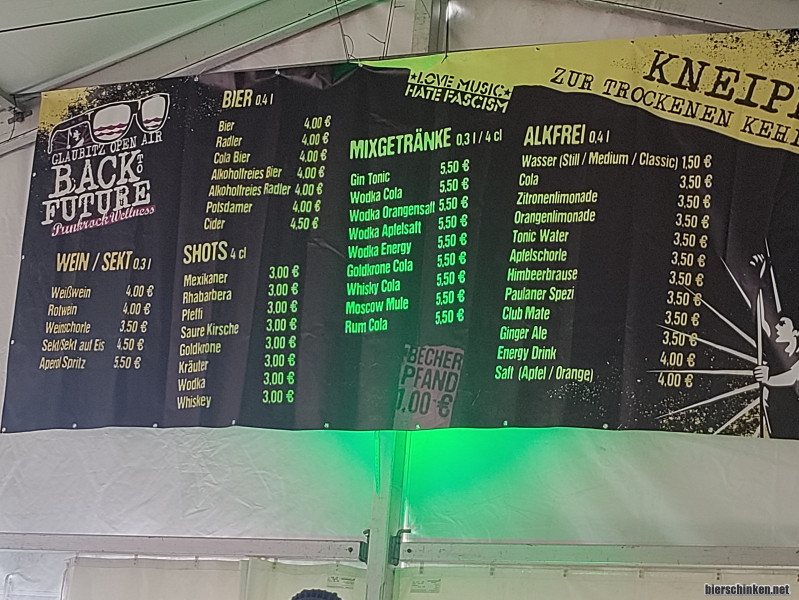 LOVE MUSIC
HATE FASCISM
KNEIP
ZUR TROCKENEN KEH
GLAUBITZ OPEN AIR
BACK
TO
FUTURE
Punkrock Wellness
WEIN / SEKT 0,3 l
Weißwein 4,00 €
Rotwein 4,00 €
Weinschorle 3,50 €
Sekt/Sekt auf Eis 4,50 €
Aperol Spritz 5,50 €
BIER 0,4 l
Bier 4,00 €
Radler 4,00 €
Cola Bier 4,00 €
Alkoholfreies Bier 4,00 €
Alkoholfreies Radler 4,00 €
Potsdamer 4,00 €
Cider 4,50 €
SHOTS 4 cl
Mexikaner 3,00 €
Rhabarbera 3,00 €
Pfeffi 3,00 €
Saure Kirsche 3,00 €
Goldkrone 3,00 €
Kräuter 3,00 €
Wodka 3,00 €
Whiskey 3,00 €
MIXGETRÄNKE 0,3 l / 4 cl
Gin Tonic 5,50 €
Wodka Cola 5,50 €
Wodka Orangensaft 5,50 €
Wodka Apfelsaft 5,50 €
Wodka Energy 5,50 €
Goldkrone Cola 5,50 €
Whisky Cola 5,50 €
Moscow Mule 5,50 €
Rum Cola 5,50 €
BECHER
PFAND
1,00 €
ALKFREI 0,4 l
Wasser (Still / Medium / Classic) 1,50 €
Cola 3,50 €
Zitronenlimonade 3,50 €
Orangenlimonade 3,50 €
Tonic Water 3,50 €
Apfelschorle 3,50 €
Himbeerbrause 3,50 €
Paulaner Spezi 3,50 €
Club Mate 3,50 €
Ginger Ale 3,50 €
Energy Drink 4,00 €
Saft (Apfel / Orange) 4,00 €
bierschinken.net